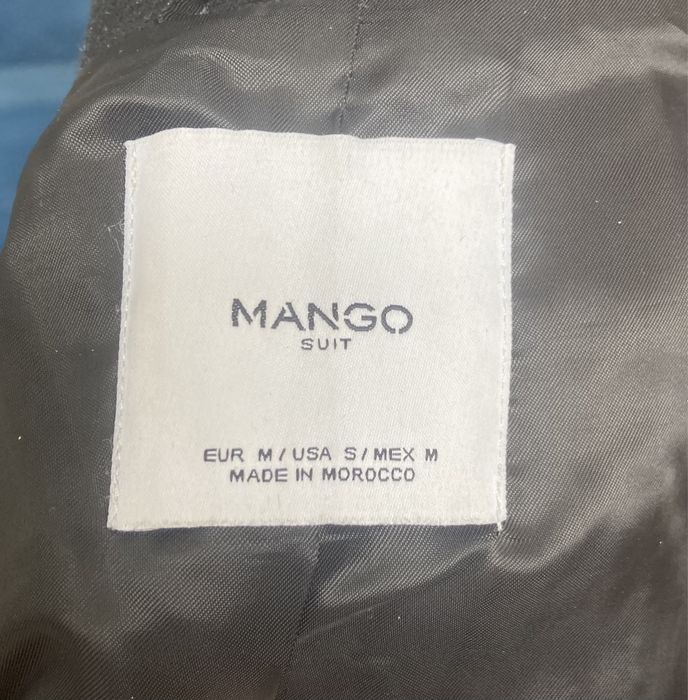 MANGO
SUIT
EUR M / USA S / MEX M
MADE IN MOROCCO